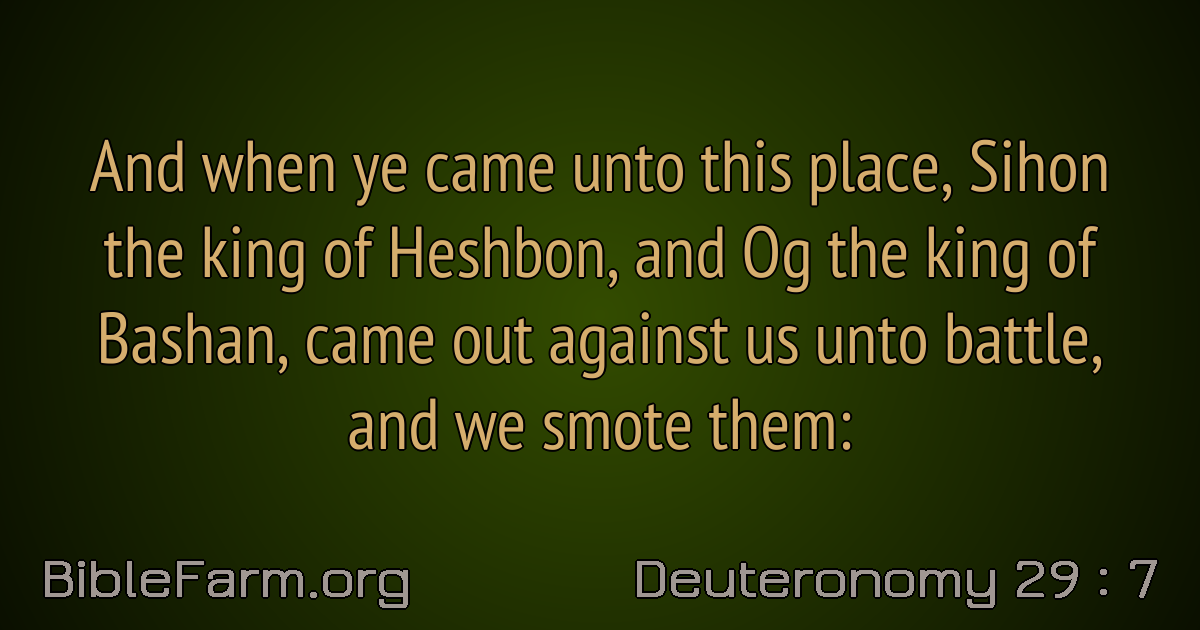 And when ye came unto this place, Sihon
the king of Heshbon, and Og the king of
Bashan, came out against us unto battle,
and we smote them:
BibleFarm.org
Deuteronomy 29 : 7